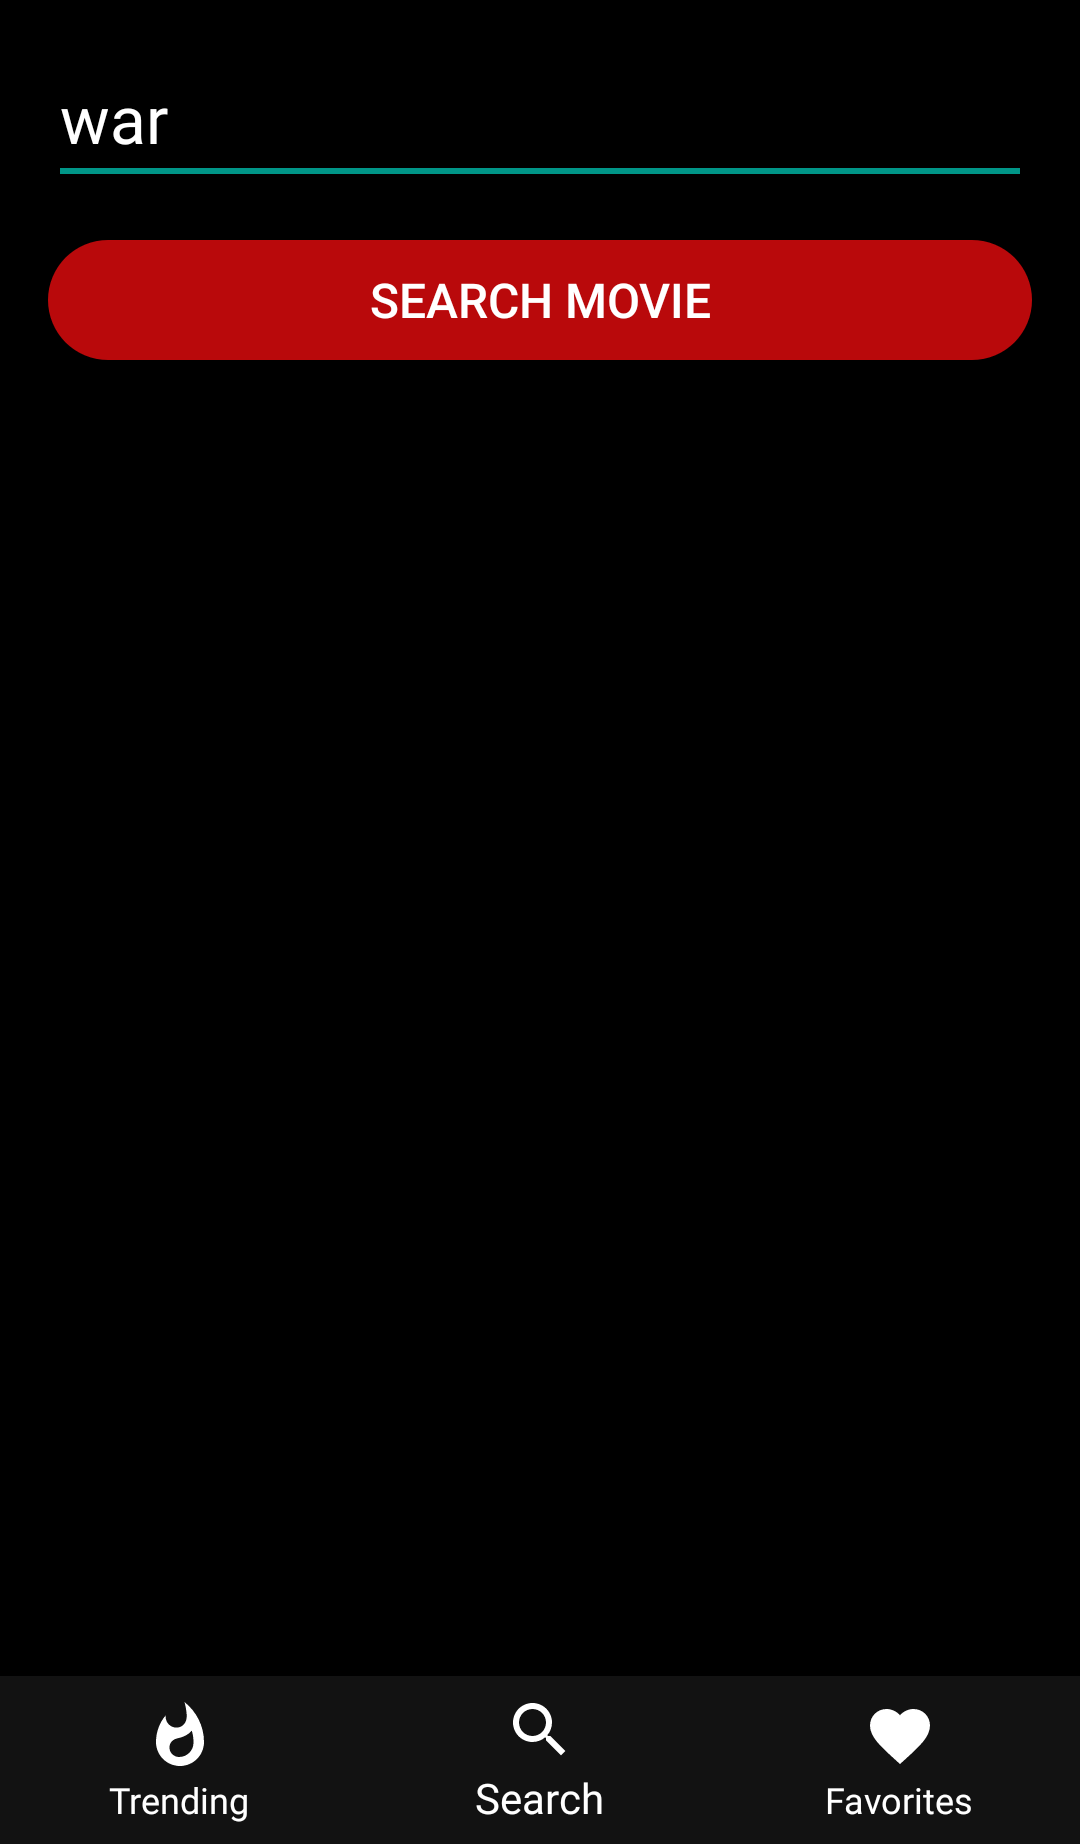 war
SEARCH MOVIE
Trending
Search
Favorites